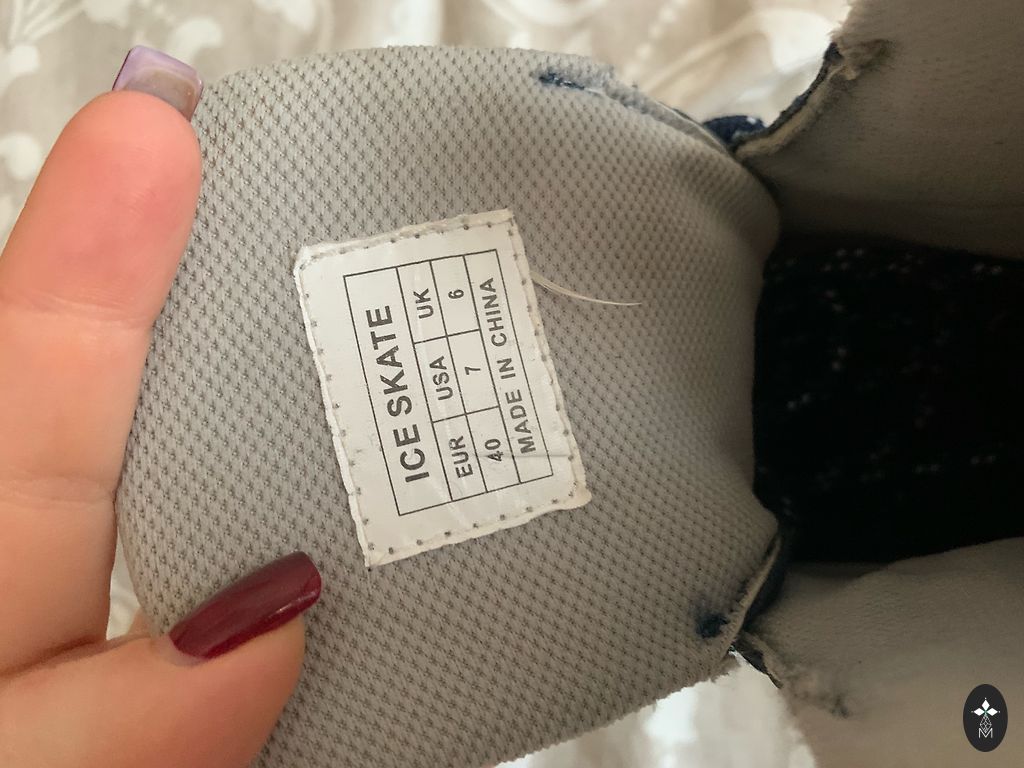 ICE SKATE
EUR USA UK
40 7 6
MADE IN CHINA
M